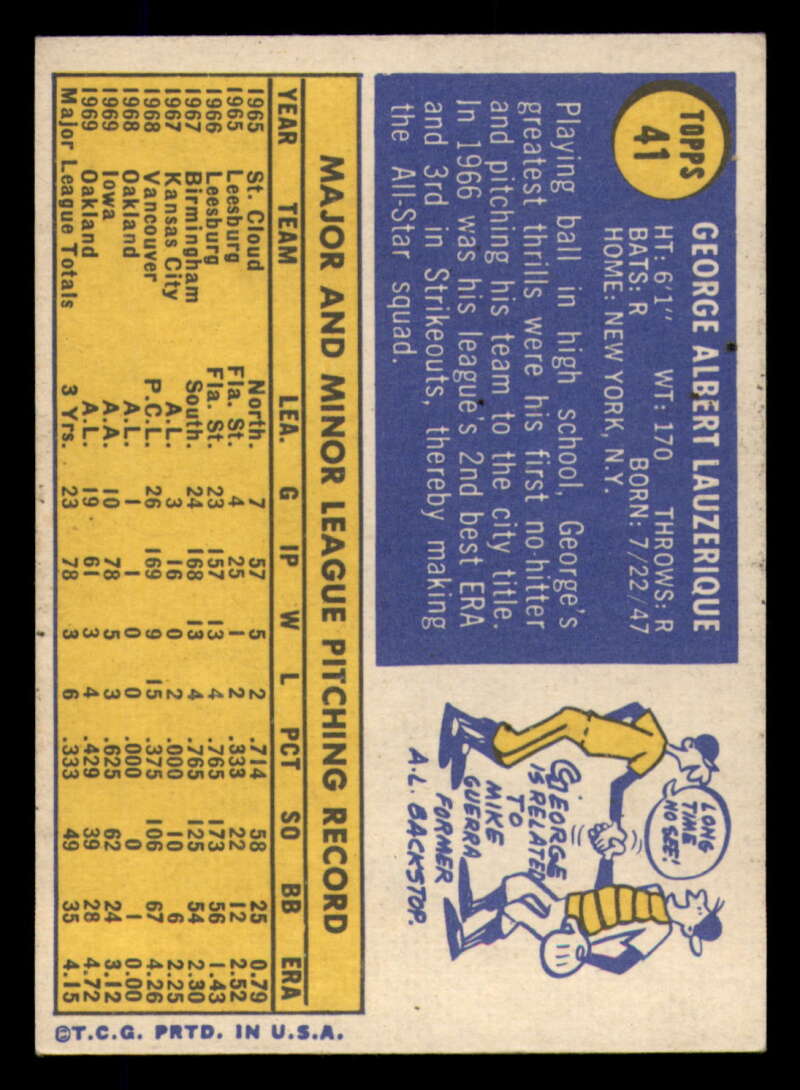 TOPPS
41
GEORGE ALBERT LAUZERIQUE
HT: 6'1" WT: 170 THROWS: R
BATS: R BORN: 7/22/47
HOME: NEW YORK, N.Y.
Playing ball in high school, George's
greatest thrills were his first no-hitter
and pitching his team to the city title.
In 1966 was his league's 2nd best ERA
and 3rd in Strikeouts, thereby making
the All-Star squad.
LONG
TIME
NO SEE!
GEORGE
IS RELATED
TO
MIKE
GUERRA
FORMER
A.L. BACKSTOP.
MAJOR AND MINOR LEAGUE PITCHING RECORD
YEAR TEAM LEA. G IP W L PCT SO BB ERA
1965 St. Cloud North. 7 57 5 2 .714 58 25 0.79
1965 Leesburg Fla. St. 4 25 1 2 .333 22 12 2.52
1966 Leesburg Fla. St. 23 157 13 4 .765 173 56 1.43
1967 Birmingham South. 24 168 13 4 .765 125 54 2.30
1967 Kansas City A.L. 3 16 0 2 .000 10 6 2.25
1968 Vancouver P.C.L. 26 169 9 15 .375 106 67 4.26
1968 Oakland A.L. 1 1 0 0 .000 0 1 0.00
1969 Iowa A.A. 10 78 5 3 .625 62 24 3.12
1969 Oakland A.L. 19 61 3 4 .429 39 28 4.72
Major League Totals 3 Yrs. 23 78 3 6 .333 49 35 4.15
©T.C.G. PRTD. IN U.S.A.